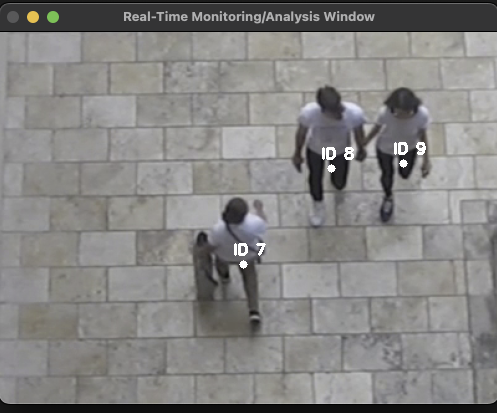 Real-Time Monitoring/Analysis Window
ID 8
ID 9
ID 7